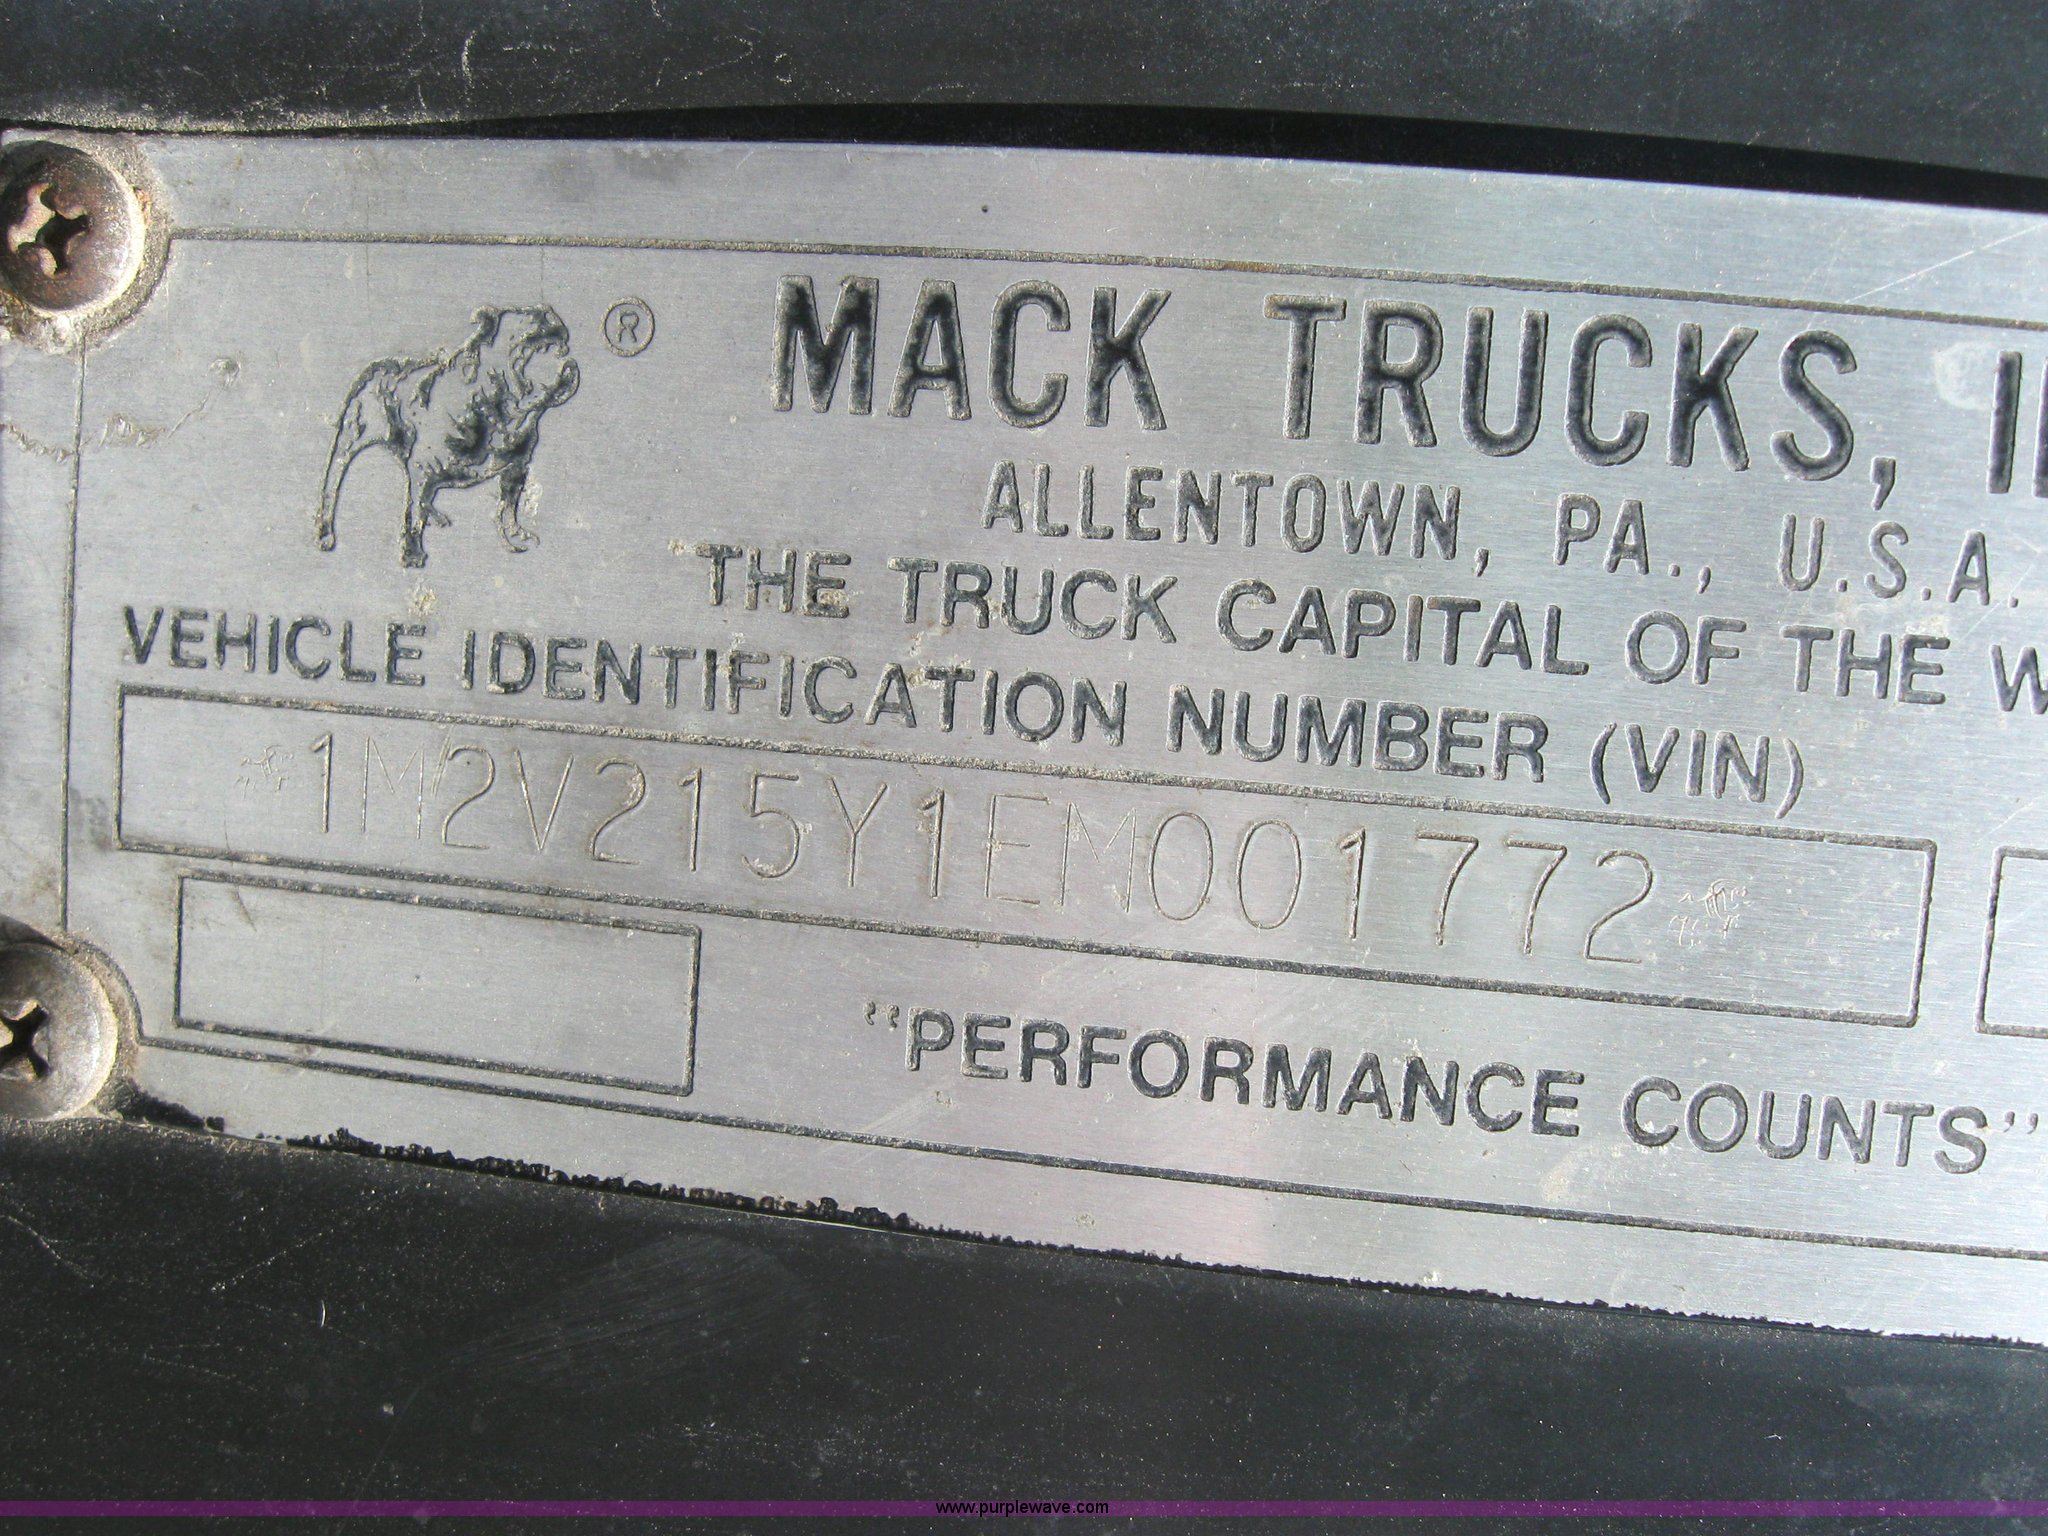 ®
MACK TRUCKS,
ALLENTOWN, PA., U.S.A.
THE TRUCK CAPITAL OF THE
VEHICLE IDENTIFICATION NUMBER (VIN)
1M2V215Y1EM001772
"PERFORMANCE COUNTS"
www.purplewave.com